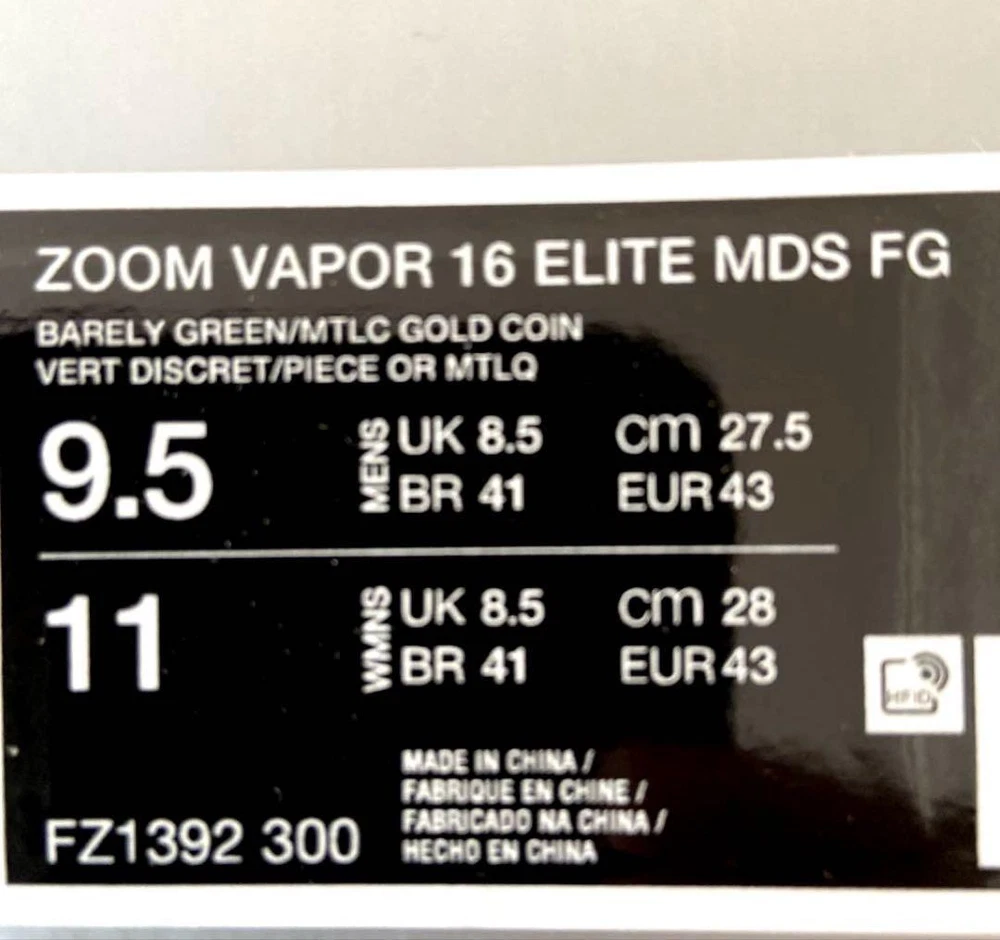 ZOOM VAPOR 16 ELITE MDS FG
BARELY GREEN/MTLC GOLD COIN
VERT DISCRET/PIECE OR MTLQ
9.5 MENS UK 8.5 cm 27.5
BR 41 EUR 43
11 WMNS UK 8.5 cm 28
BR 41 EUR 43
RFID
MADE IN CHINA /
FABRIQUE EN CHINE /
FABRICADO NA CHINA /
HECHO EN CHINA
FZ1392 300